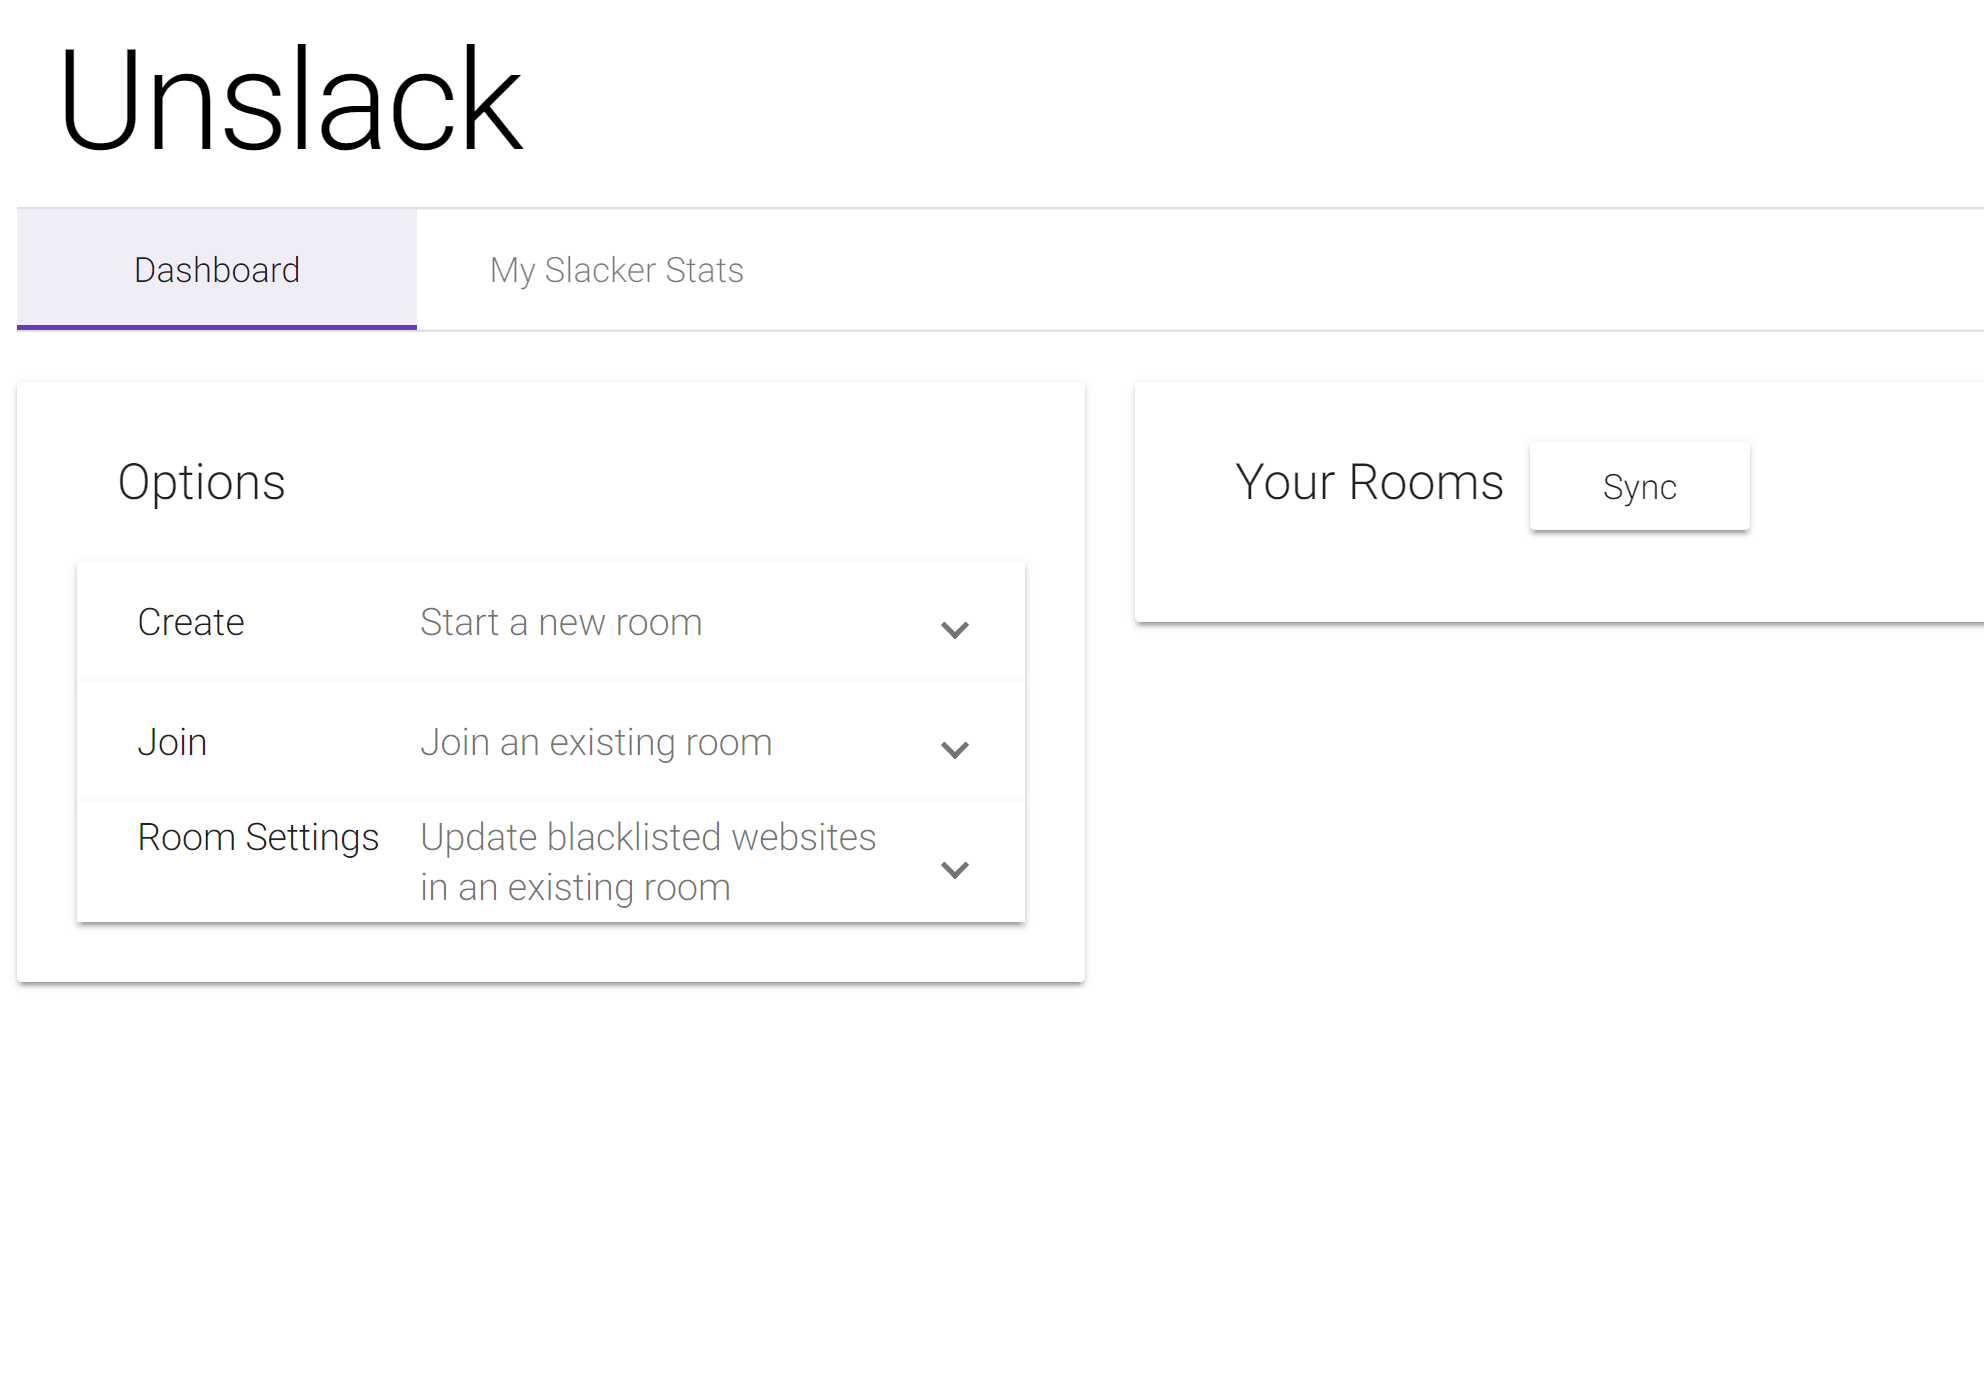 Unslack
Dashboard
My Slacker Stats
Options
Create
Start a new room
Join
Join an existing room
Room Settings
Update blacklisted websites
in an existing room
Your Rooms
Sync